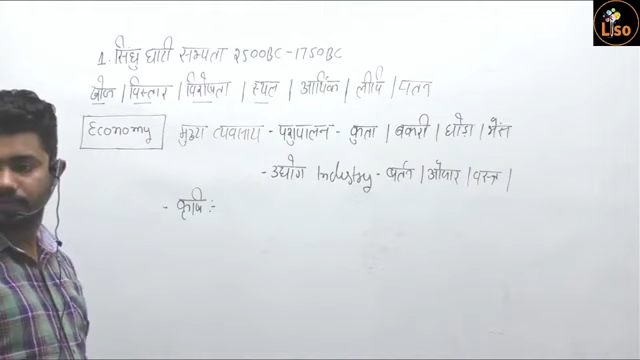 Liso
1. सिंधु घाटी सभ्यता 2500BC-1750BC
खोज | विस्तार | विशेषता | स्थल | आर्थिक | लीपि | पतन
Economy मुख्य व्यवसाय - पशुपालन - कुत्ता | बकरी | घोड़ा | भैंस
- उद्योग Industry - बर्तन | औजार | वस्त्र |
- कृषि :-